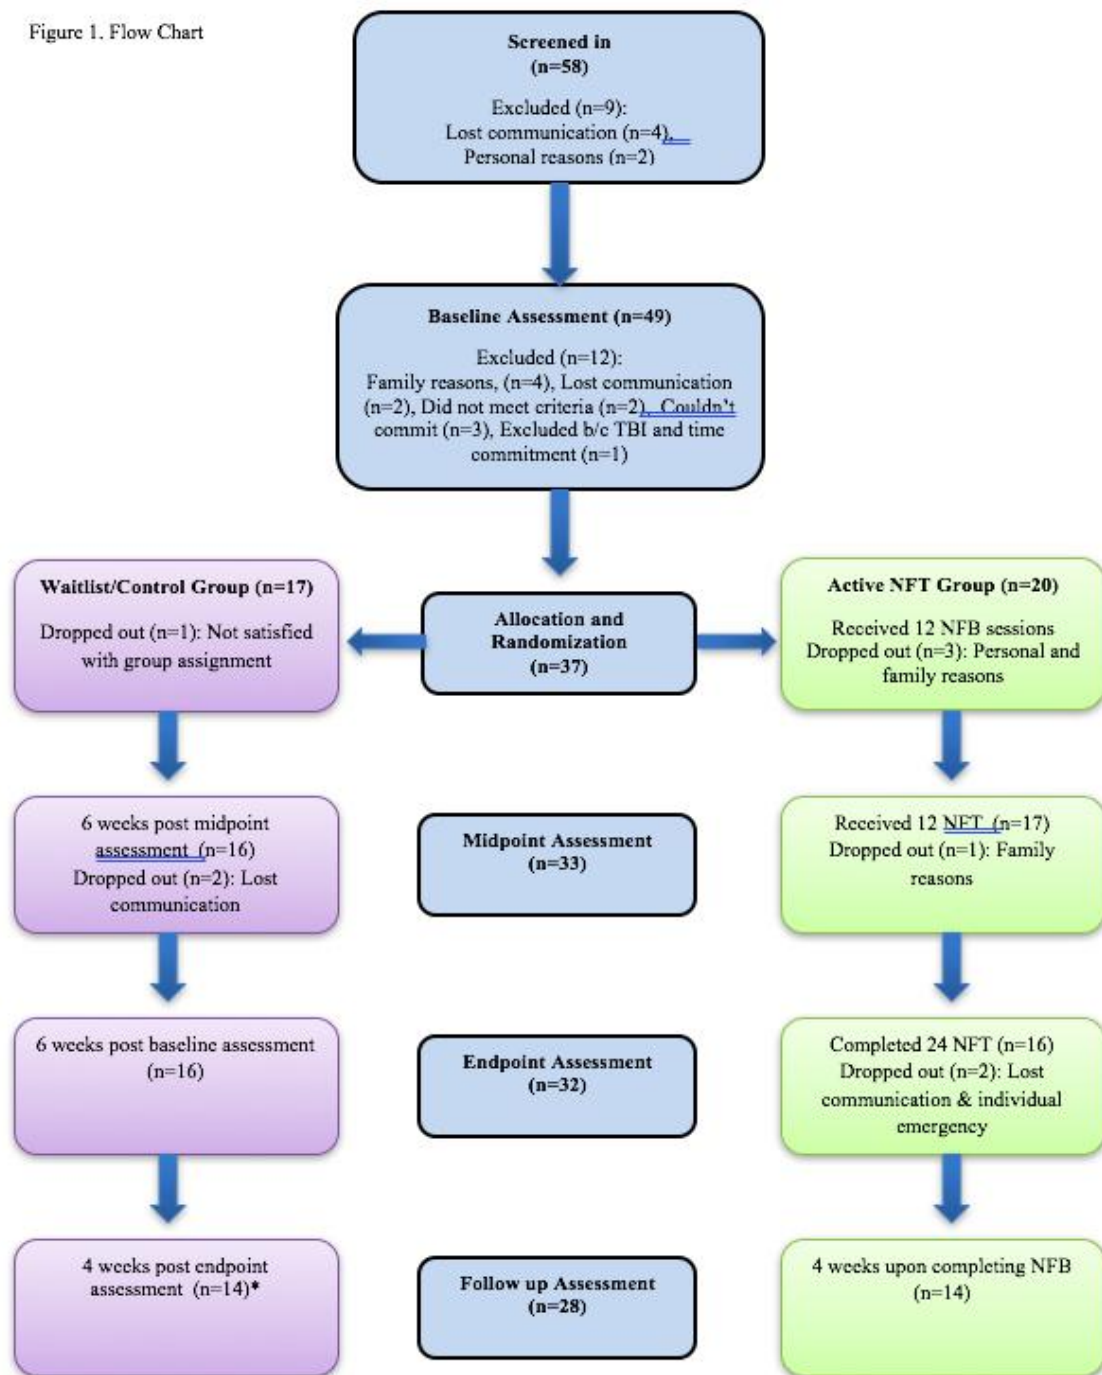 Figure 1. Flow Chart
Screened in
(n=58)
Excluded (n=9):
Lost communication (n=4),
Personal reasons (n=2)
Baseline Assessment (n=49)
Excluded (n=12):
Family reasons, (n=4), Lost communication
(n=2), Did not meet criteria (n=2), Couldn't
commit (n=3), Excluded b/c TBI and time
commitment (n=1)
Waitlist/Control Group (n=17)
Dropped out (n=1): Not satisfied
with group assignment
Allocation and
Randomization
(n=37)
Active NFT Group (n=20)
Received 12 NFB sessions
Dropped out (n=3): Personal and
family reasons
6 weeks post midpoint
assessment (n=16)
Dropped out (n=2): Lost
communication
Midpoint Assessment
(n=33)
Received 12 NFT (n=17)
Dropped out (n=1): Family
reasons
6 weeks post baseline assessment
(n=16)
Endpoint Assessment
(n=32)
Completed 24 NFT (n=16)
Dropped out (n=2): Lost
communication & individual
emergency
4 weeks post endpoint
assessment (n=14)*
Follow up Assessment
(n=28)
4 weeks upon completing NFB
(n=14)